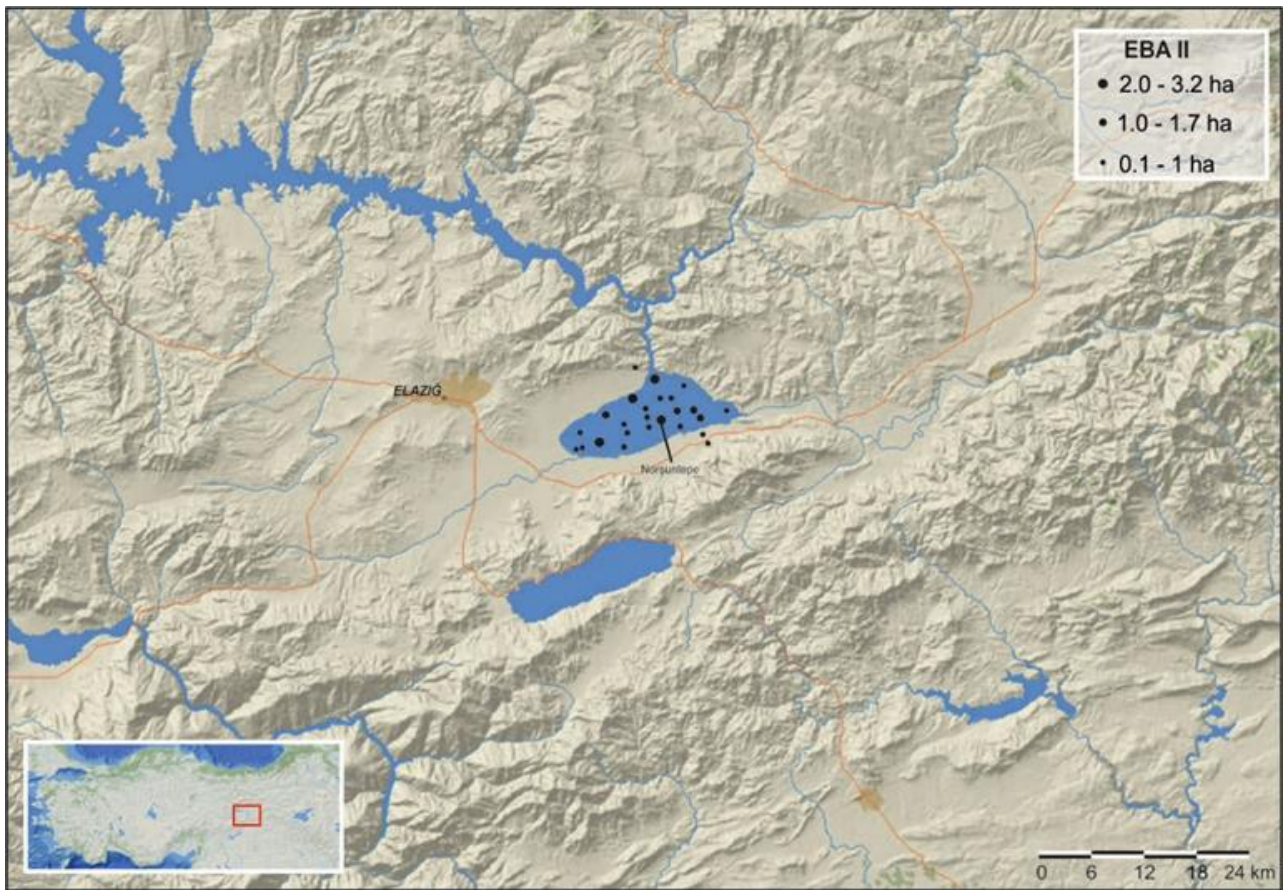 EBA II
2.0 - 3.2 ha
1.0 - 1.7 ha
0.1 - 1 ha
ELAZIĞ
Norşuntepe
0 6 12 18 24 km